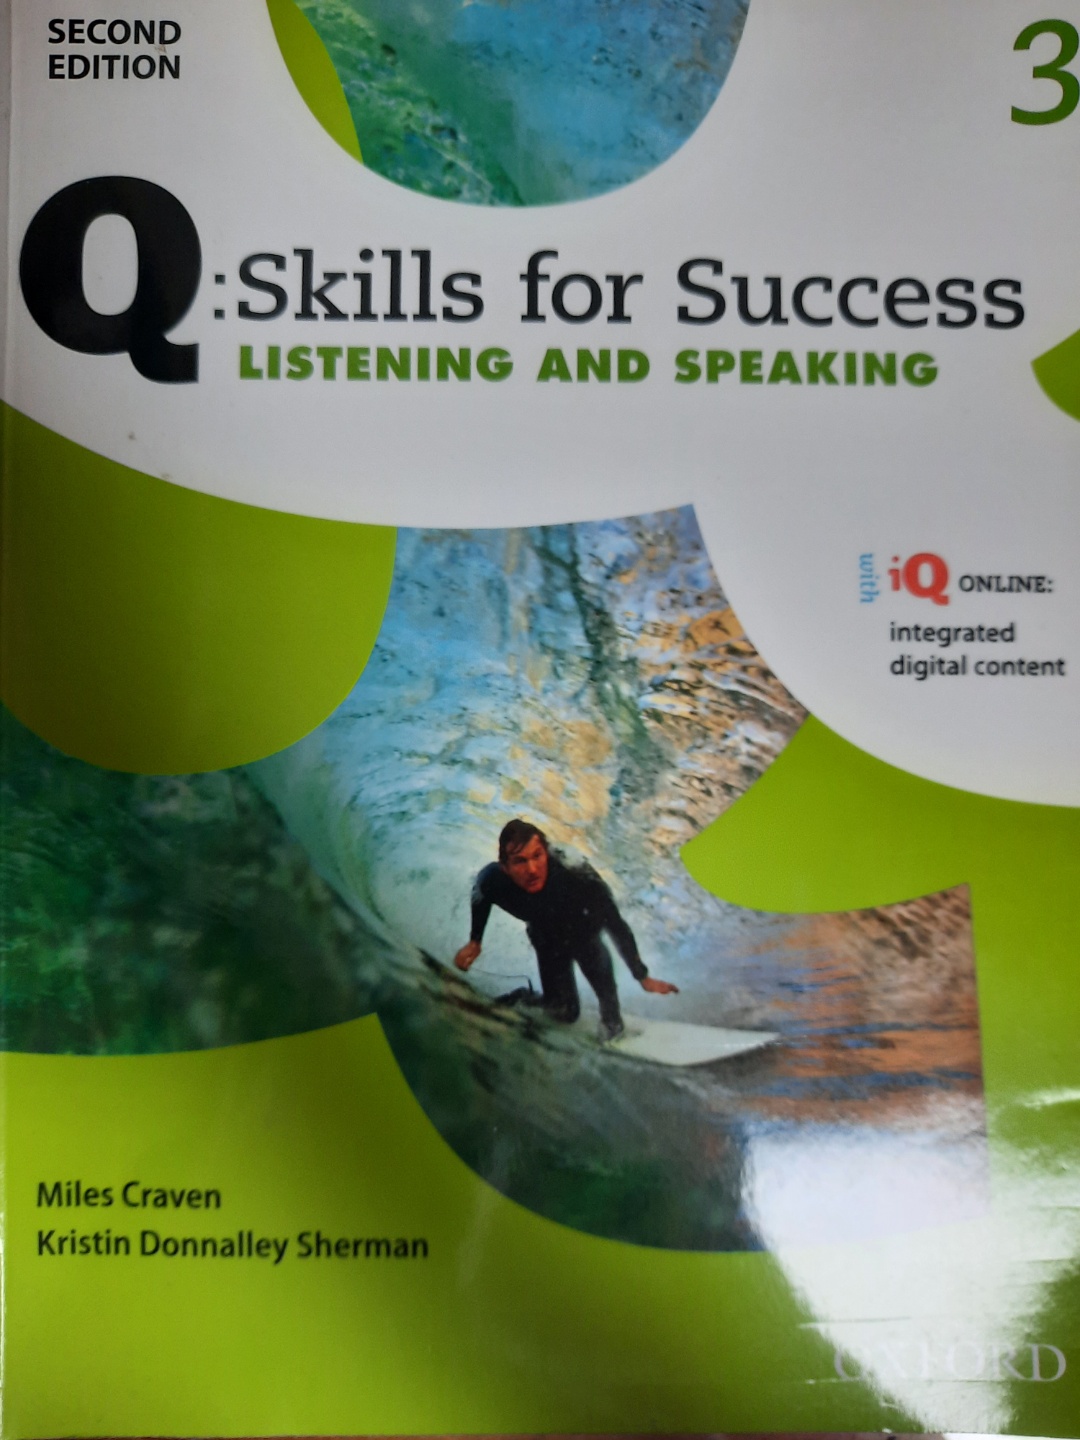 SECOND
EDITION
3
Q: Skills for Success
LISTENING AND SPEAKING
with iQ ONLINE:
integrated
digital content
Miles Craven
Kristin Donnalley Sherman
OXFORD